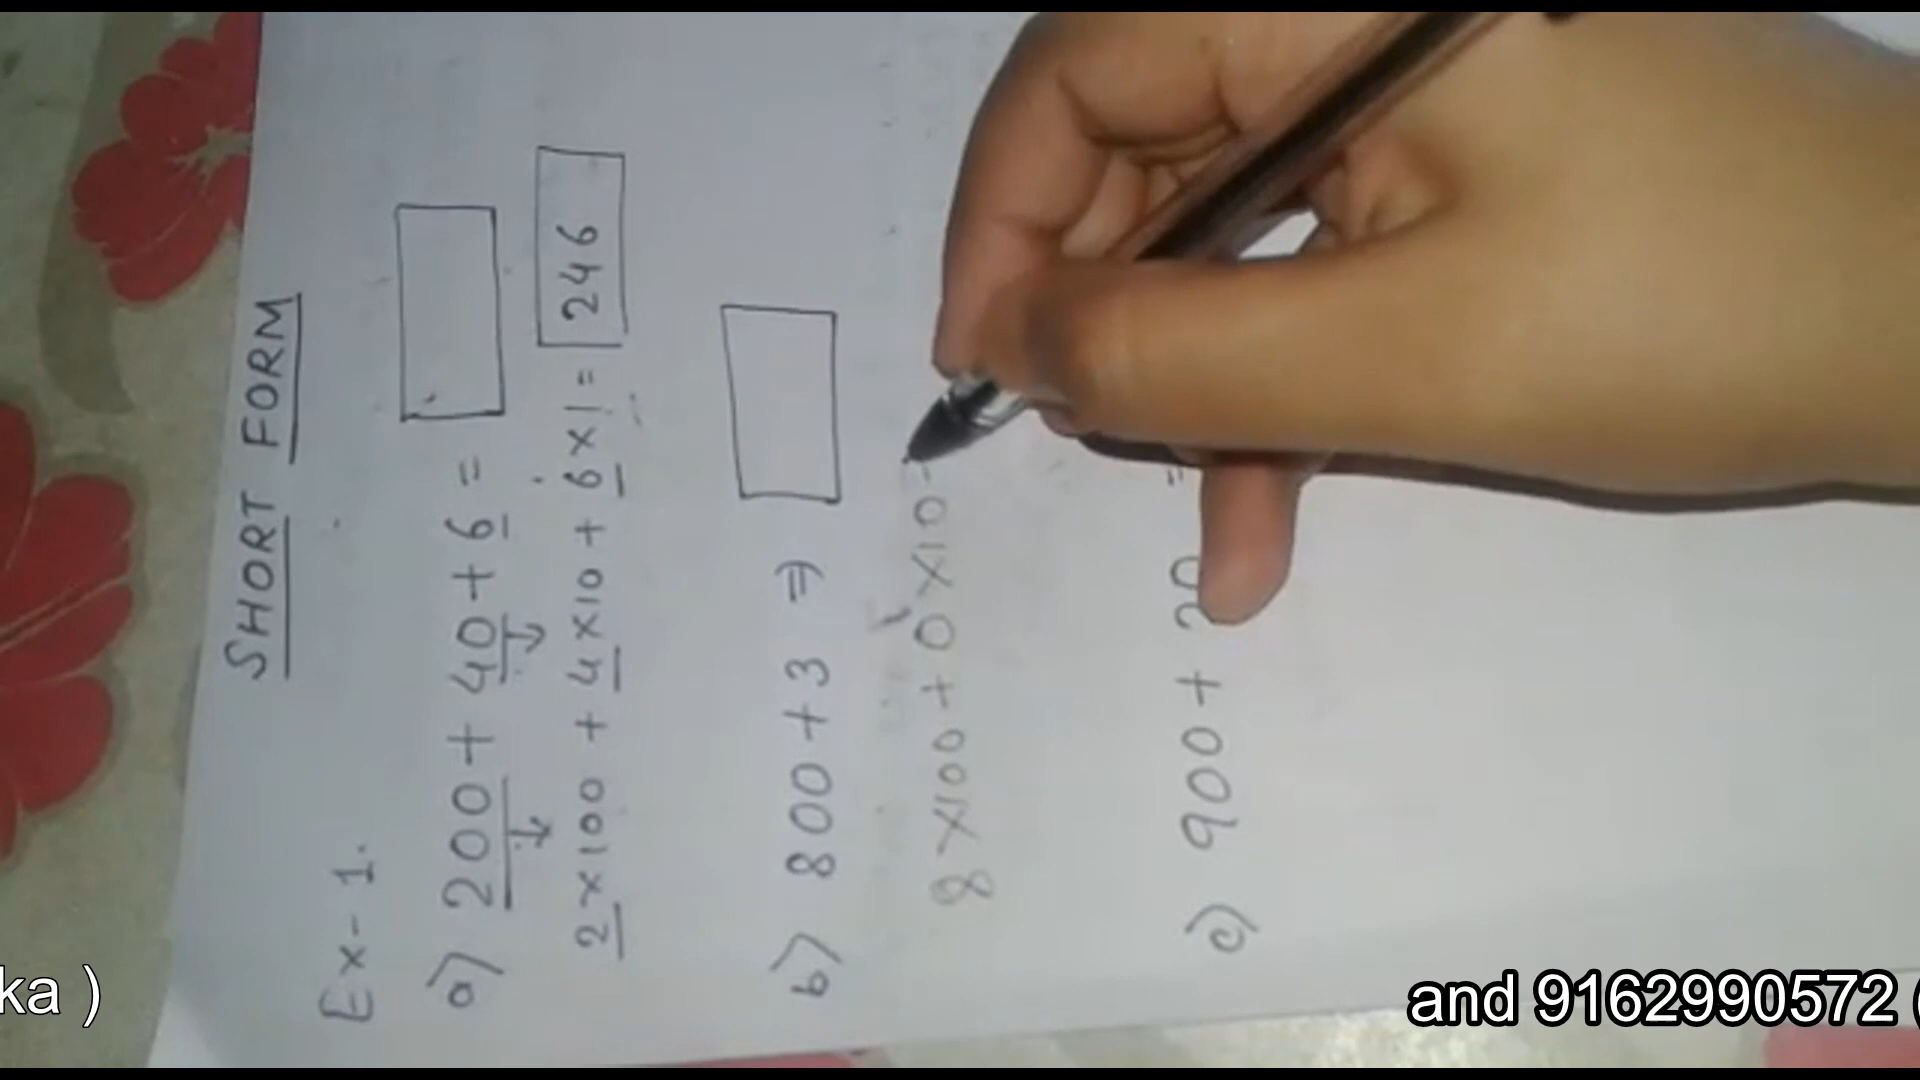 SHORT FORM
Ex-1.
a) 200 + 40 + 6 =
2×100 + 4×10 + 6×1 = 246
b) 800 + 3 ⇒
8×100 + 0×10
c) 900 + 20 =
ka )
and 9162990572 (